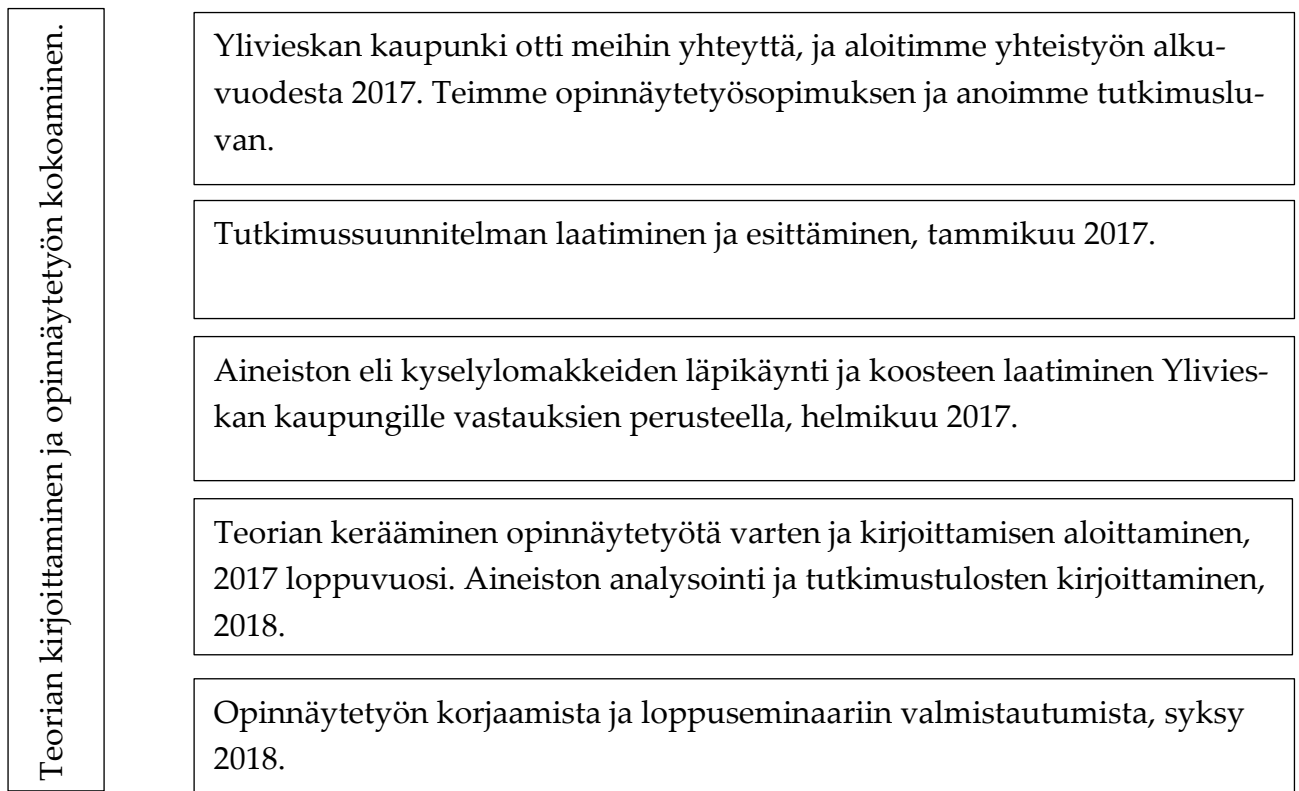 Teorian kirjoittaminen ja opinnäytetyön kokoaminen.
Ylivieskan kaupunki otti meihin yhteyttä, ja aloitimme yhteistyön alku-
vuodesta 2017. Teimme opinnäytetyösopimuksen ja anoimme tutkimuslu-
van.
Tutkimussuunnitelman laatiminen ja esittäminen, tammikuu 2017.
Aineiston eli kyselylomakkeiden läpikäynti ja koosteen laatiminen Ylivies-
kan kaupungille vastauksien perusteella, helmikuu 2017.
Teorian kerääminen opinnäytetyötä varten ja kirjoittamisen aloittaminen,
2017 loppuvuosi. Aineiston analysointi ja tutkimustulosten kirjoittaminen,
2018.
Opinnäytetyön korjaamista ja loppuseminaariin valmistautumista, syksy
2018.